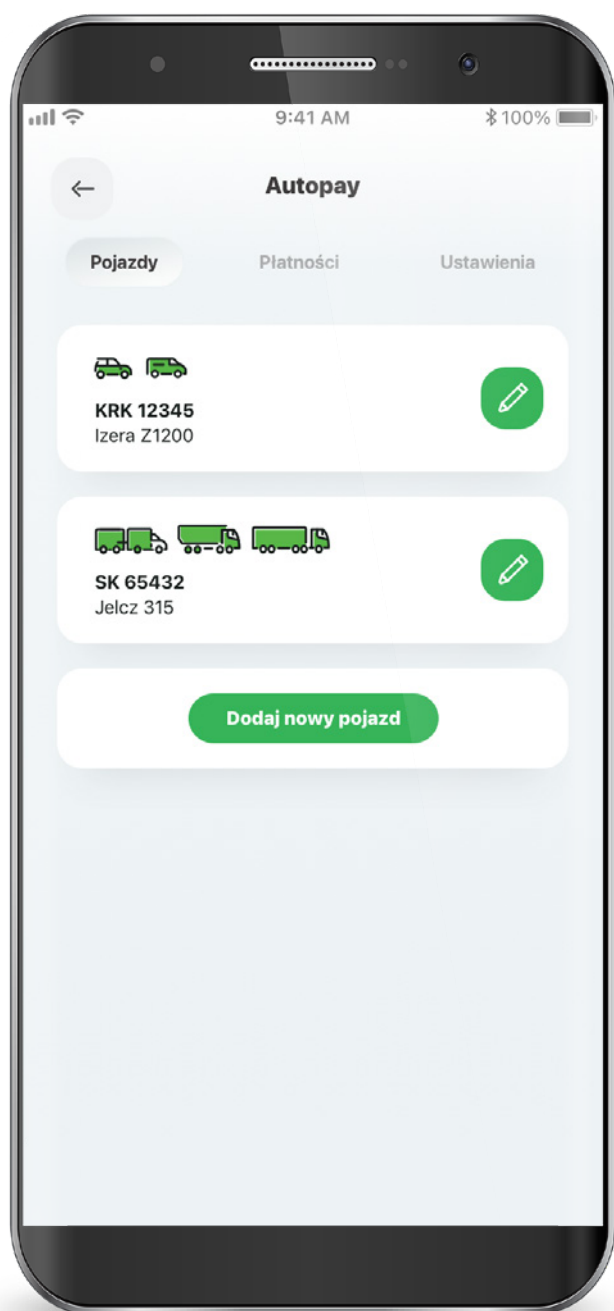 9:41 AM
100%
Autopay
Pojazdy
Płatności
Ustawienia
KRK 12345
Izera Z1200
SK 65432
Jelcz 315
Dodaj nowy pojazd